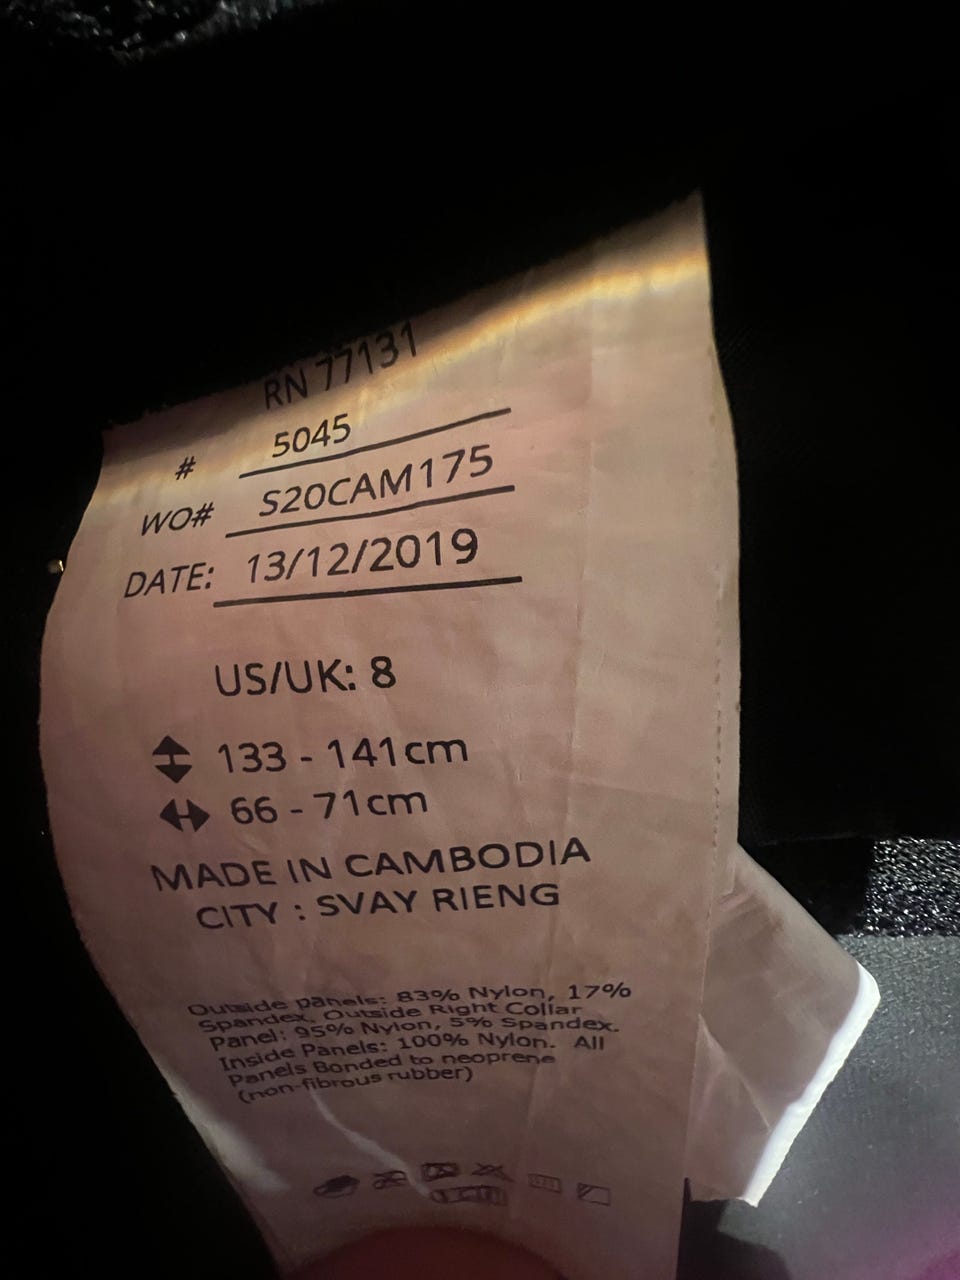 RN 77131
# 5045
WO# S20CAM175
DATE: 13/12/2019
US/UK: 8
133 - 141cm
66 - 71cm
MADE IN CAMBODIA
CITY : SVAY RIENG
Outside panels: 83% Nylon, 17%
Spandex. Outside Right Collar
Panel: 95% Nylon, 5% Spandex.
Inside Panels: 100% Nylon. All
Panels Bonded to neoprene
(non-fibrous rubber)